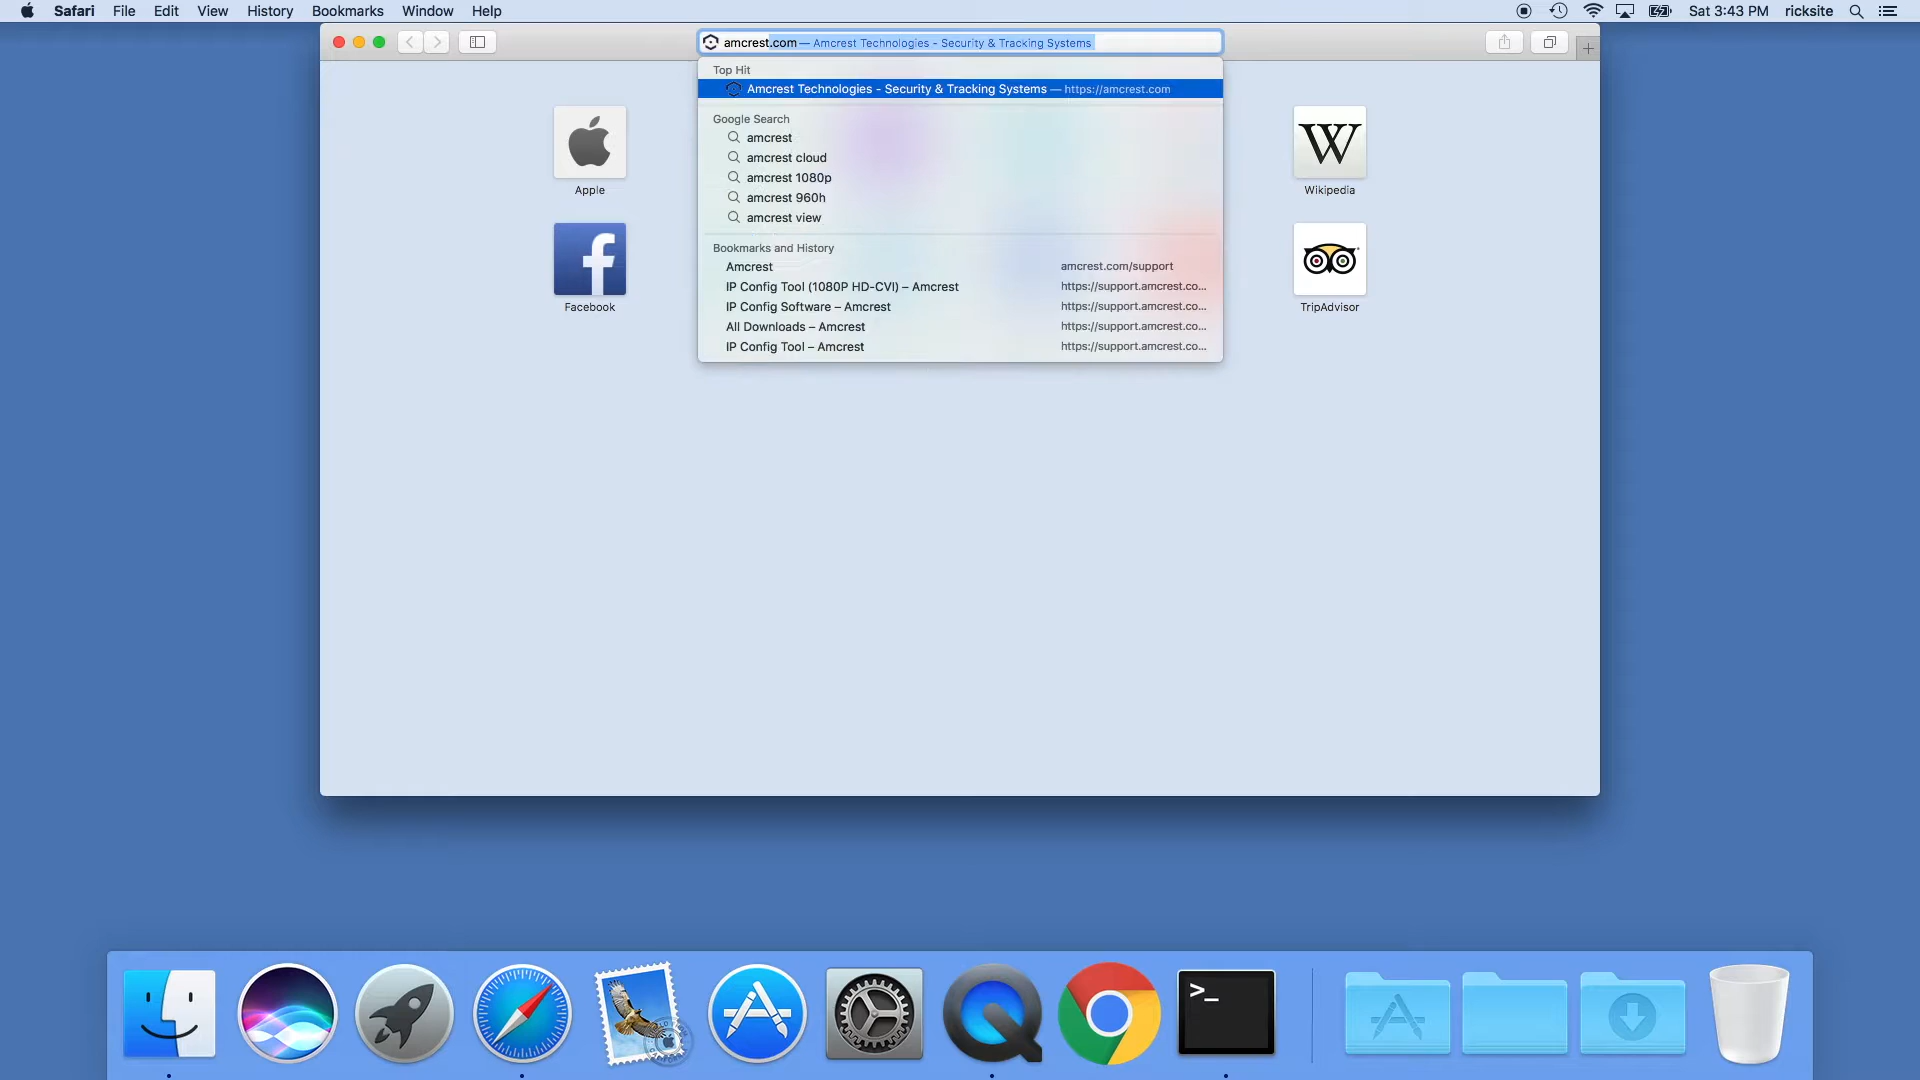 Safari File Edit View History Bookmarks Window Help Sat 3:43 PM ricksite
amcrest.com — Amcrest Technologies - Security & Tracking Systems
Top Hit
Amcrest Technologies - Security & Tracking Systems — https://amcrest.com
Google Search
amcrest
amcrest cloud
amcrest 1080p
amcrest 960h
amcrest view
Bookmarks and History
Amcrest amcrest.com/support
IP Config Tool (1080P HD-CVI) – Amcrest https://support.amcrest.co...
IP Config Software – Amcrest https://support.amcrest.co...
All Downloads – Amcrest https://support.amcrest.co...
IP Config Tool – Amcrest https://support.amcrest.co...
Apple
W
Wikipedia
f
Facebook
TripAdvisor
>_